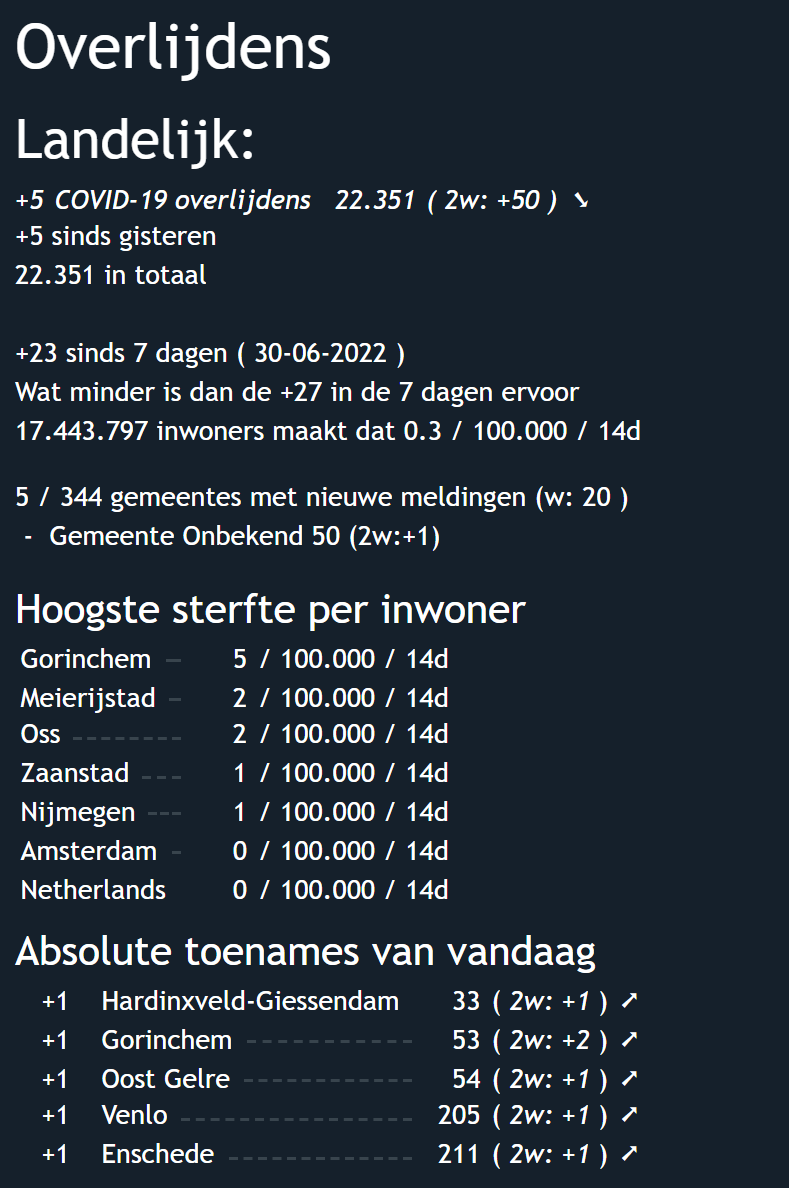 Overlijdens
Landelijk:
+5 COVID-19 overlijdens 22.351 ( 2w: +50 ) ➘
+5 sinds gisteren
22.351 in totaal
+23 sinds 7 dagen ( 30-06-2022 )
Wat minder is dan de +27 in de 7 dagen ervoor
17.443.797 inwoners maakt dat 0.3 / 100.000 / 14d
5 / 344 gemeentes met nieuwe meldingen (w: 20 )
- Gemeente Onbekend 50 (2w:+1)
Hoogste sterfte per inwoner
Gorinchem – 5 / 100.000 / 14d
Meierijstad - 2 / 100.000 / 14d
Oss -------- 2 / 100.000 / 14d
Zaanstad --- 1 / 100.000 / 14d
Nijmegen --- 1 / 100.000 / 14d
Amsterdam - 0 / 100.000 / 14d
Netherlands 0 / 100.000 / 14d
Absolute toenames van vandaag
+1 Hardinxveld-Giessendam 33 ( 2w: +1 ) ➚
+1 Gorinchem ----------- 53 ( 2w: +2 ) ➚
+1 Oost Gelre ----------- 54 ( 2w: +1 ) ➚
+1 Venlo --------------- 205 ( 2w: +1 ) ➚
+1 Enschede ------------ 211 ( 2w: +1 ) ➚